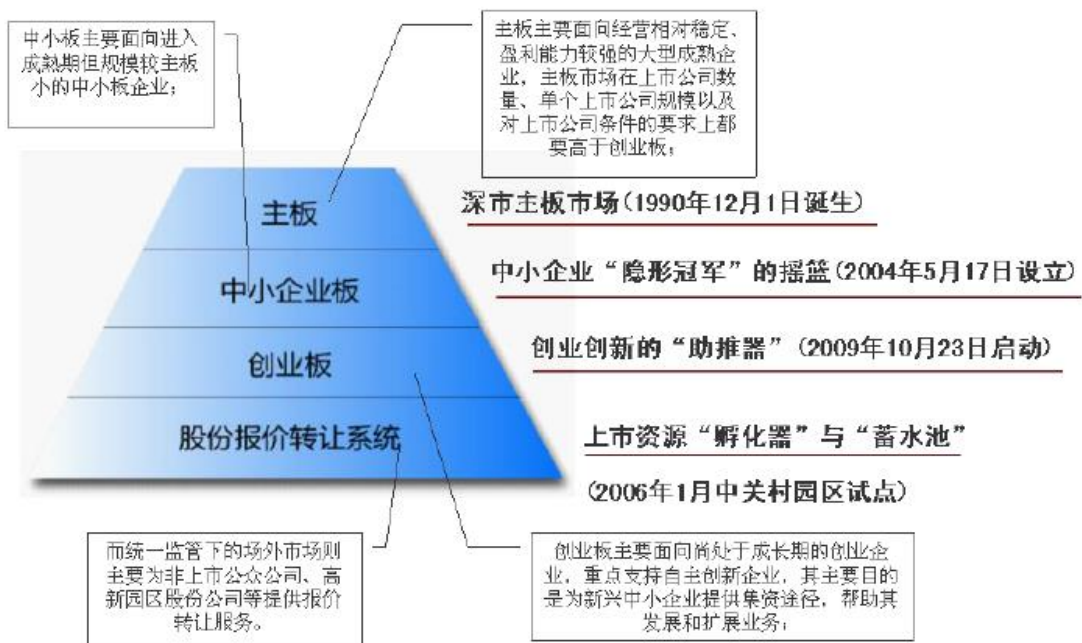 中小板主要面向进入
成熟期但规模较主板
小的中小板企业；
主板主要面向经营相对稳定、
盈利能力较强的大型成熟企
业，主板市场在上市公司数
量、单个上市公司规模以及
对上市公司条件的要求上都
要高于创业板；
主板
深市主板市场(1990年12月1日诞生)
中小企业板
中小企业“隐形冠军”的摇篮(2004年5月17日设立)
创业板
创业创新的“助推器”(2009年10月23日启动)
股份报价转让系统
上市资源“孵化器”与“蓄水池”
(2006年1月中关村园区试点)
而统一监管下的场外市场则
主要为非上市公众公司、高
新园区股份公司等提供报价
转让服务。
创业板主要面向尚处于成长期的创业企
业，重点支持自主创新企业，其主要目的
是为新兴中小企业提供集资途径，帮助其
发展和扩展业务；